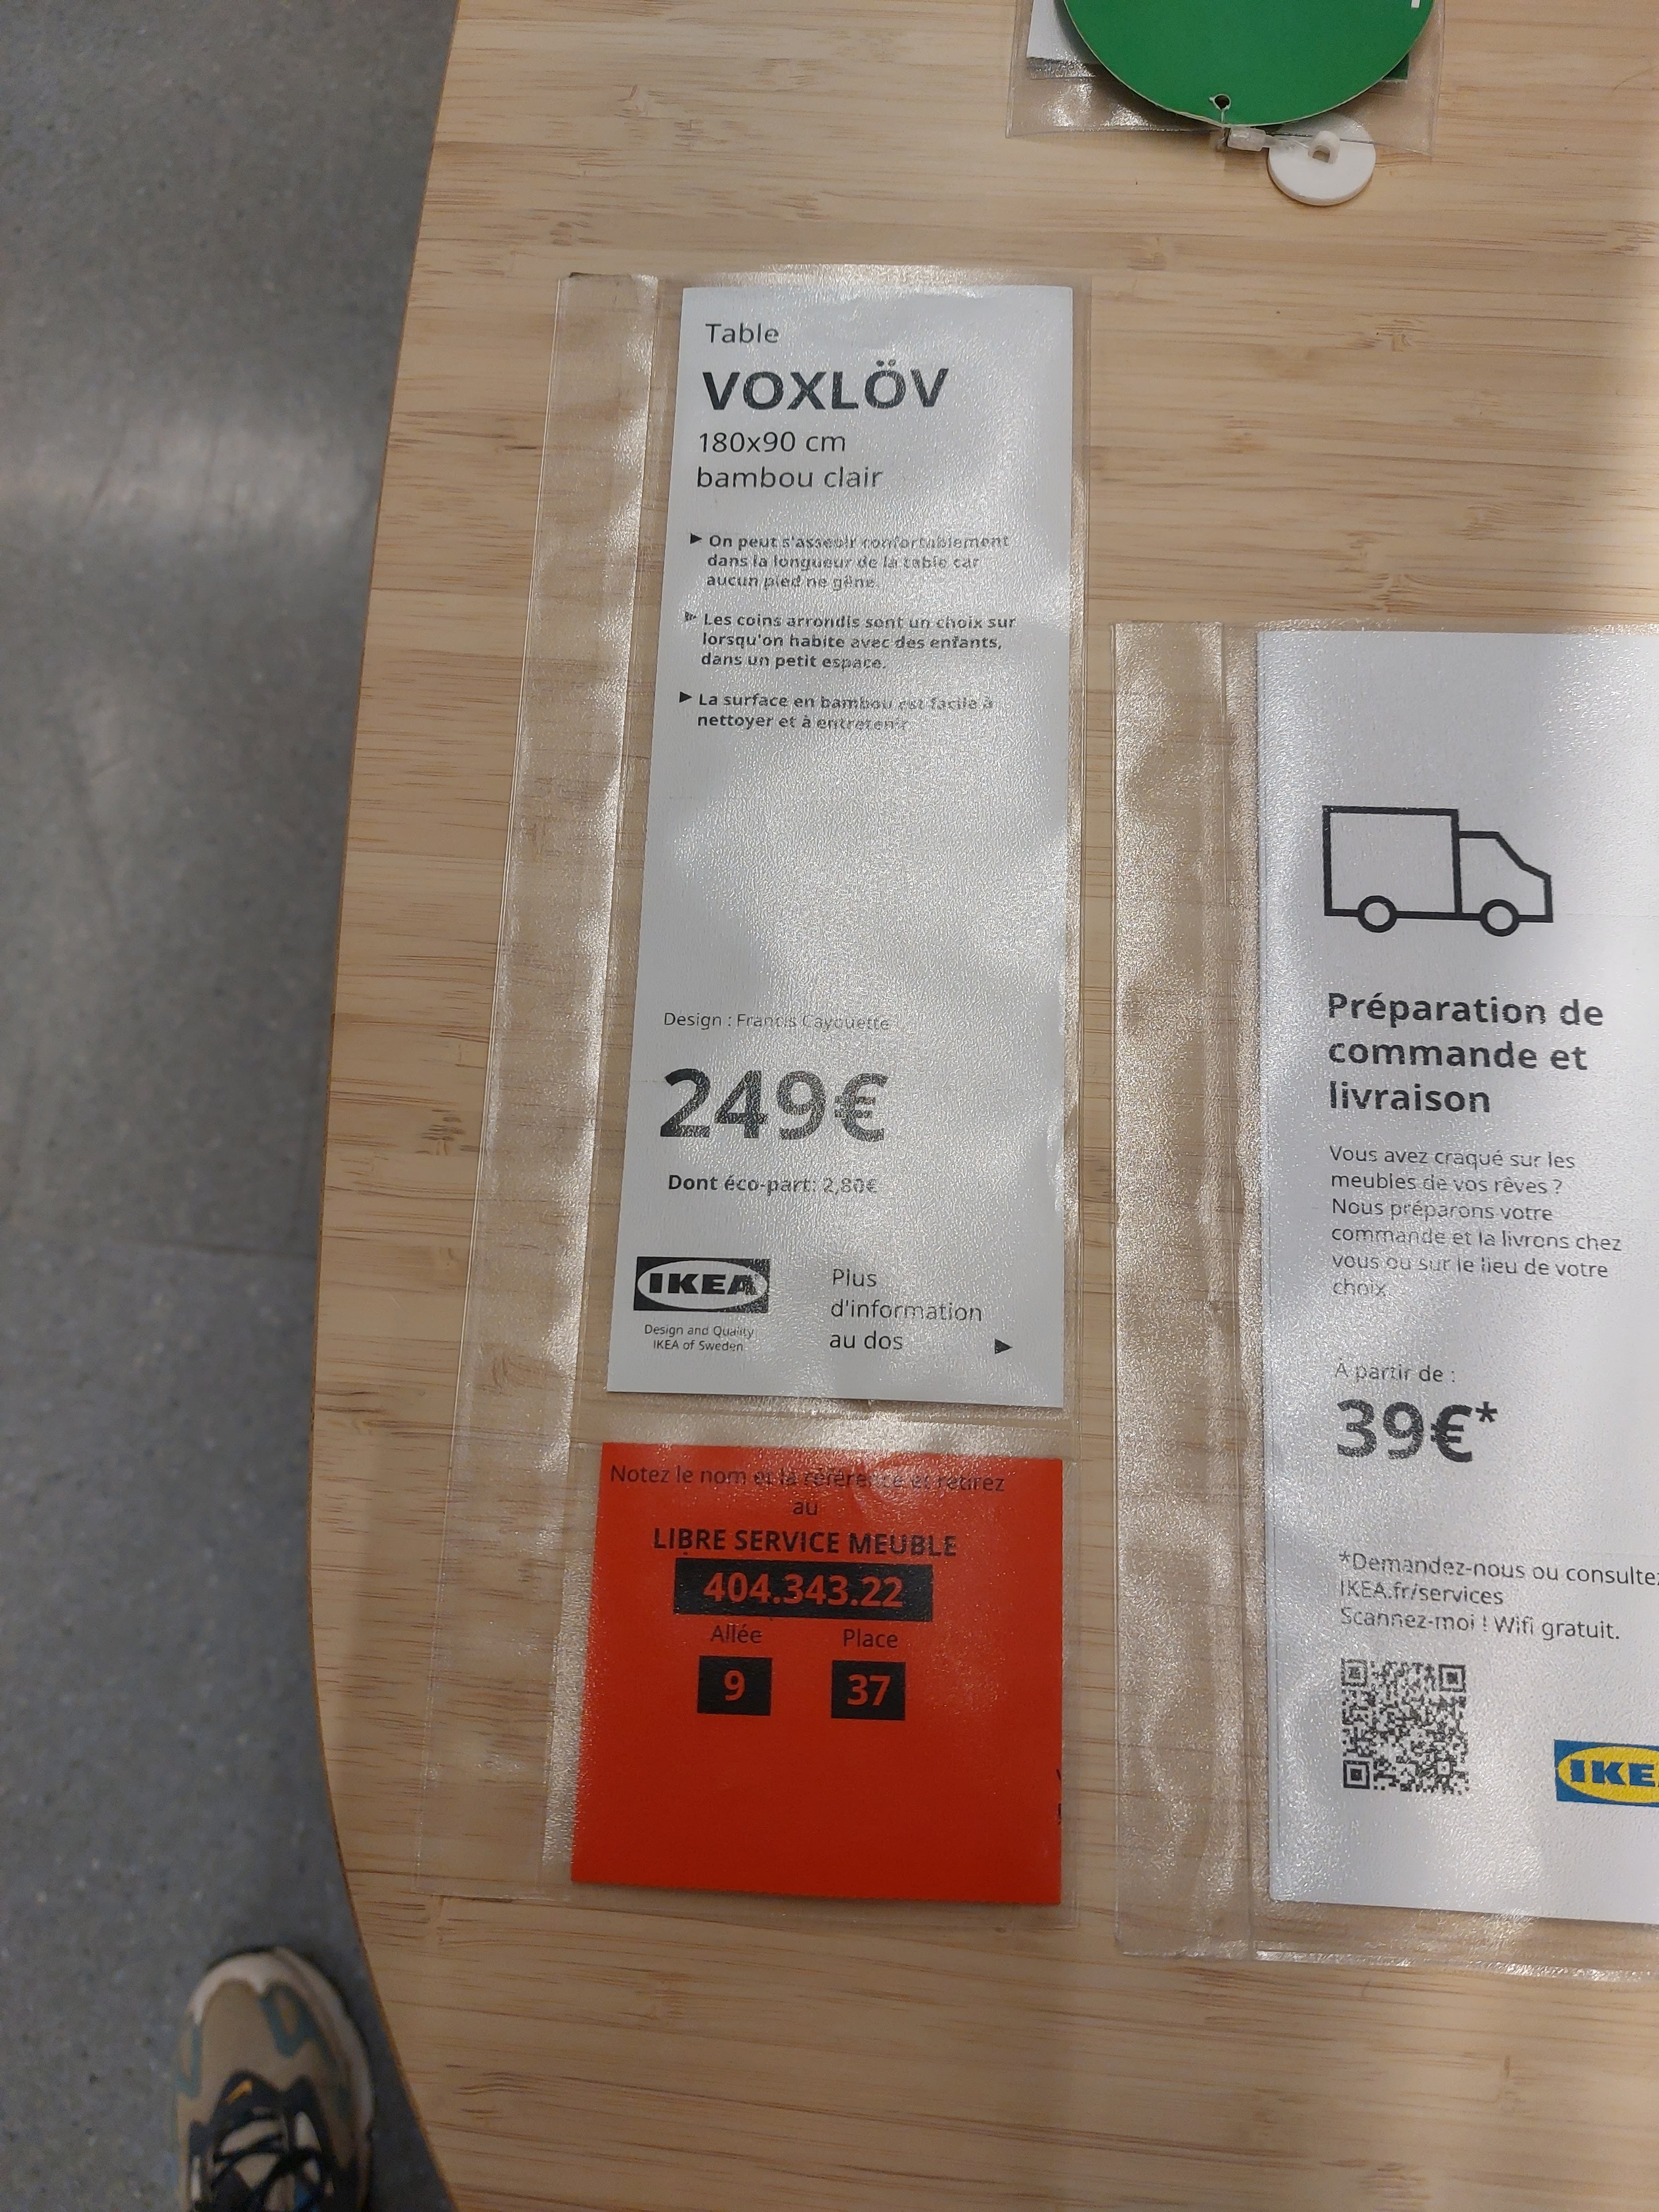 Table
VOXLÖV
180x90 cm
bambou clair
► On peut s'asseoir confortablement
dans la longueur de la table car
aucun pied ne gêne.
► Les coins arrondis sont un choix sur
lorsqu'on habite avec des enfants,
dans un petit espace.
► La surface en bambou est facile à
nettoyer et à entretenir.
Design : Francis Cayouette
249€
Dont éco-part: 2,80€
IKEA
Design and Quality
IKEA of Sweden
Plus
d'information
au dos ►
Notez le nom et la référence et retirez
au
LIBRE SERVICE MEUBLE
404.343.22
Allée Place
9 37
Préparation de
commande et
livraison
Vous avez craqué sur les
meubles de vos rêves ?
Nous préparons votre
commande et la livrons chez
vous ou sur le lieu de votre
choix.
À partir de :
39€*
*Demandez-nous ou consultez
IKEA.fr/services
Scannez-moi ! Wifi gratuit.
IKE